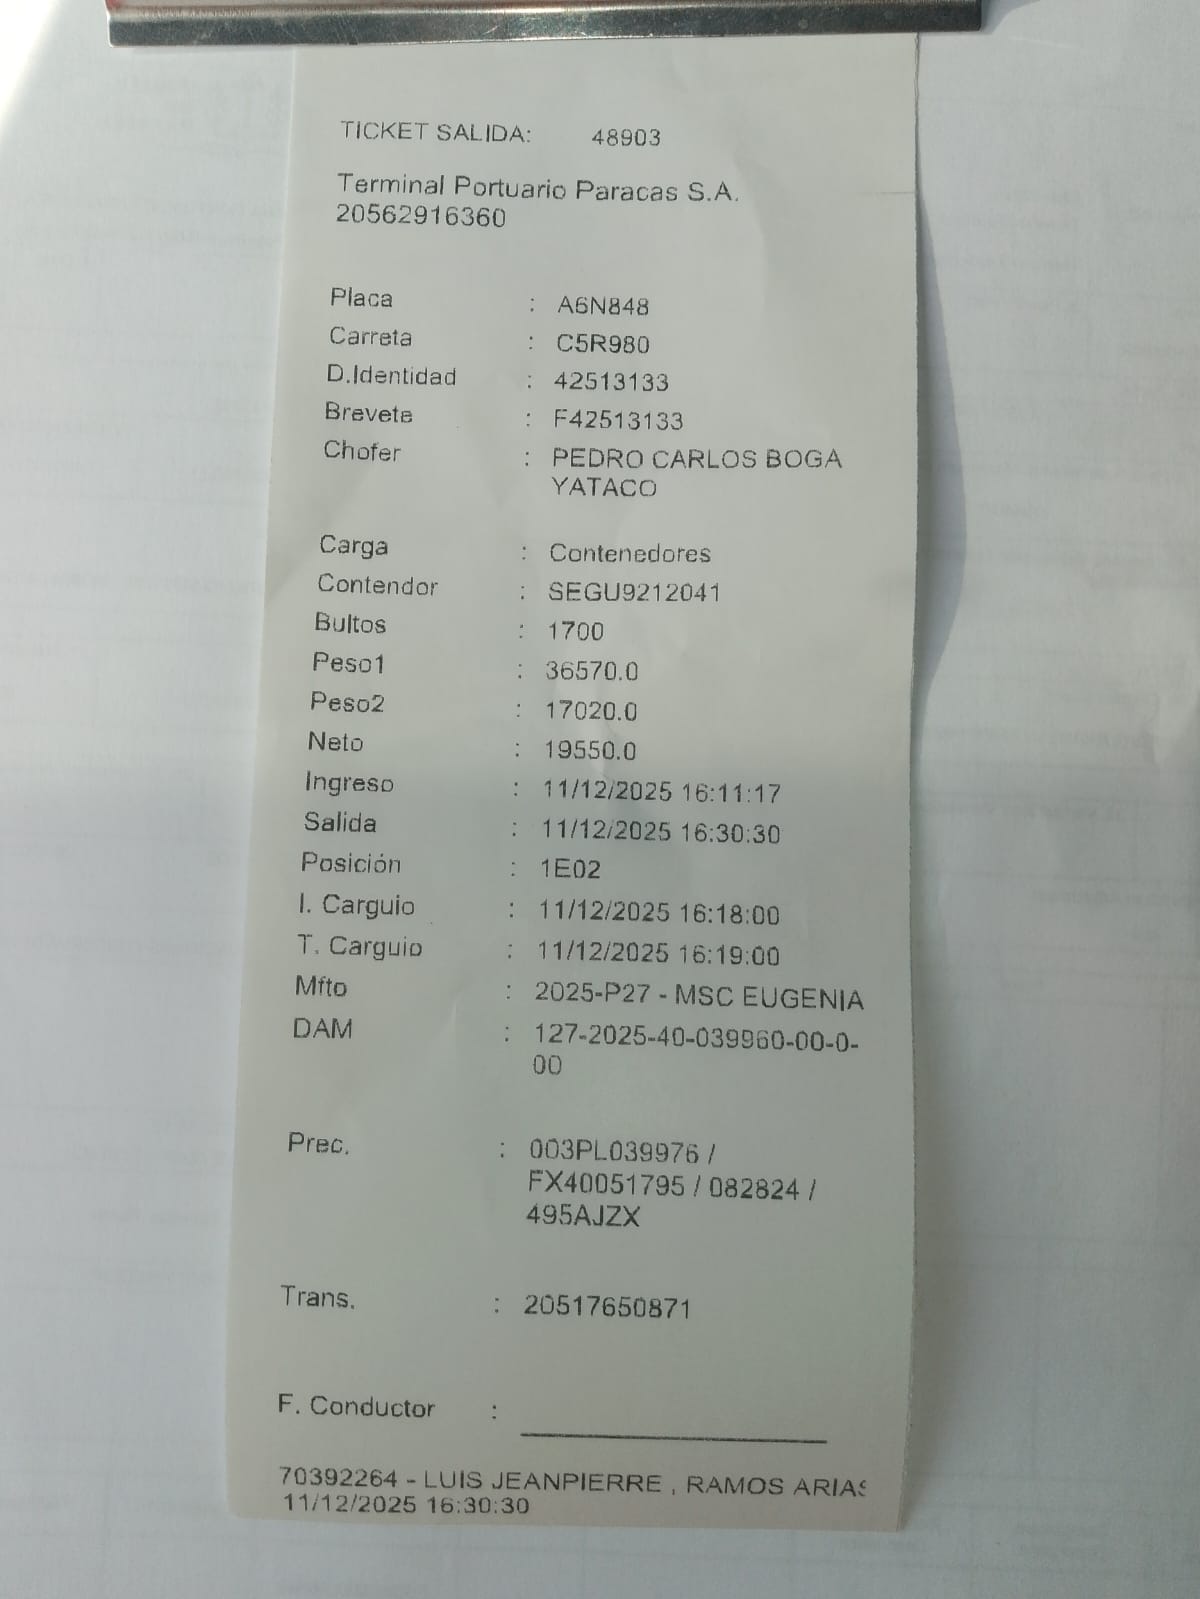 TICKET SALIDA: 48903
Terminal Portuario Paracas S.A.
20562916360
Placa : A6N848
Carreta : C5R980
D.Identidad : 42513133
Brevete : F42513133
Chofer : PEDRO CARLOS BOGA
YATACO
Carga : Contenedores
Contendor : SEGU9212041
Bultos : 1700
Peso1 : 36570.0
Peso2 : 17020.0
Neto : 19550.0
Ingreso : 11/12/2025 16:11:17
Salida : 11/12/2025 16:30:30
Posición : 1E02
I. Carguio : 11/12/2025 16:18:00
T. Carguio : 11/12/2025 16:19:00
Mfto : 2025-P27 - MSC EUGENIA
DAM : 127-2025-40-039960-00-0-
00
Prec. : 003PL039976 /
FX40051795 / 082824 /
495AJZX
Trans. : 20517650871
F. Conductor :
70392264 - LUIS JEANPIERRE , RAMOS ARIAS
11/12/2025 16:30:30